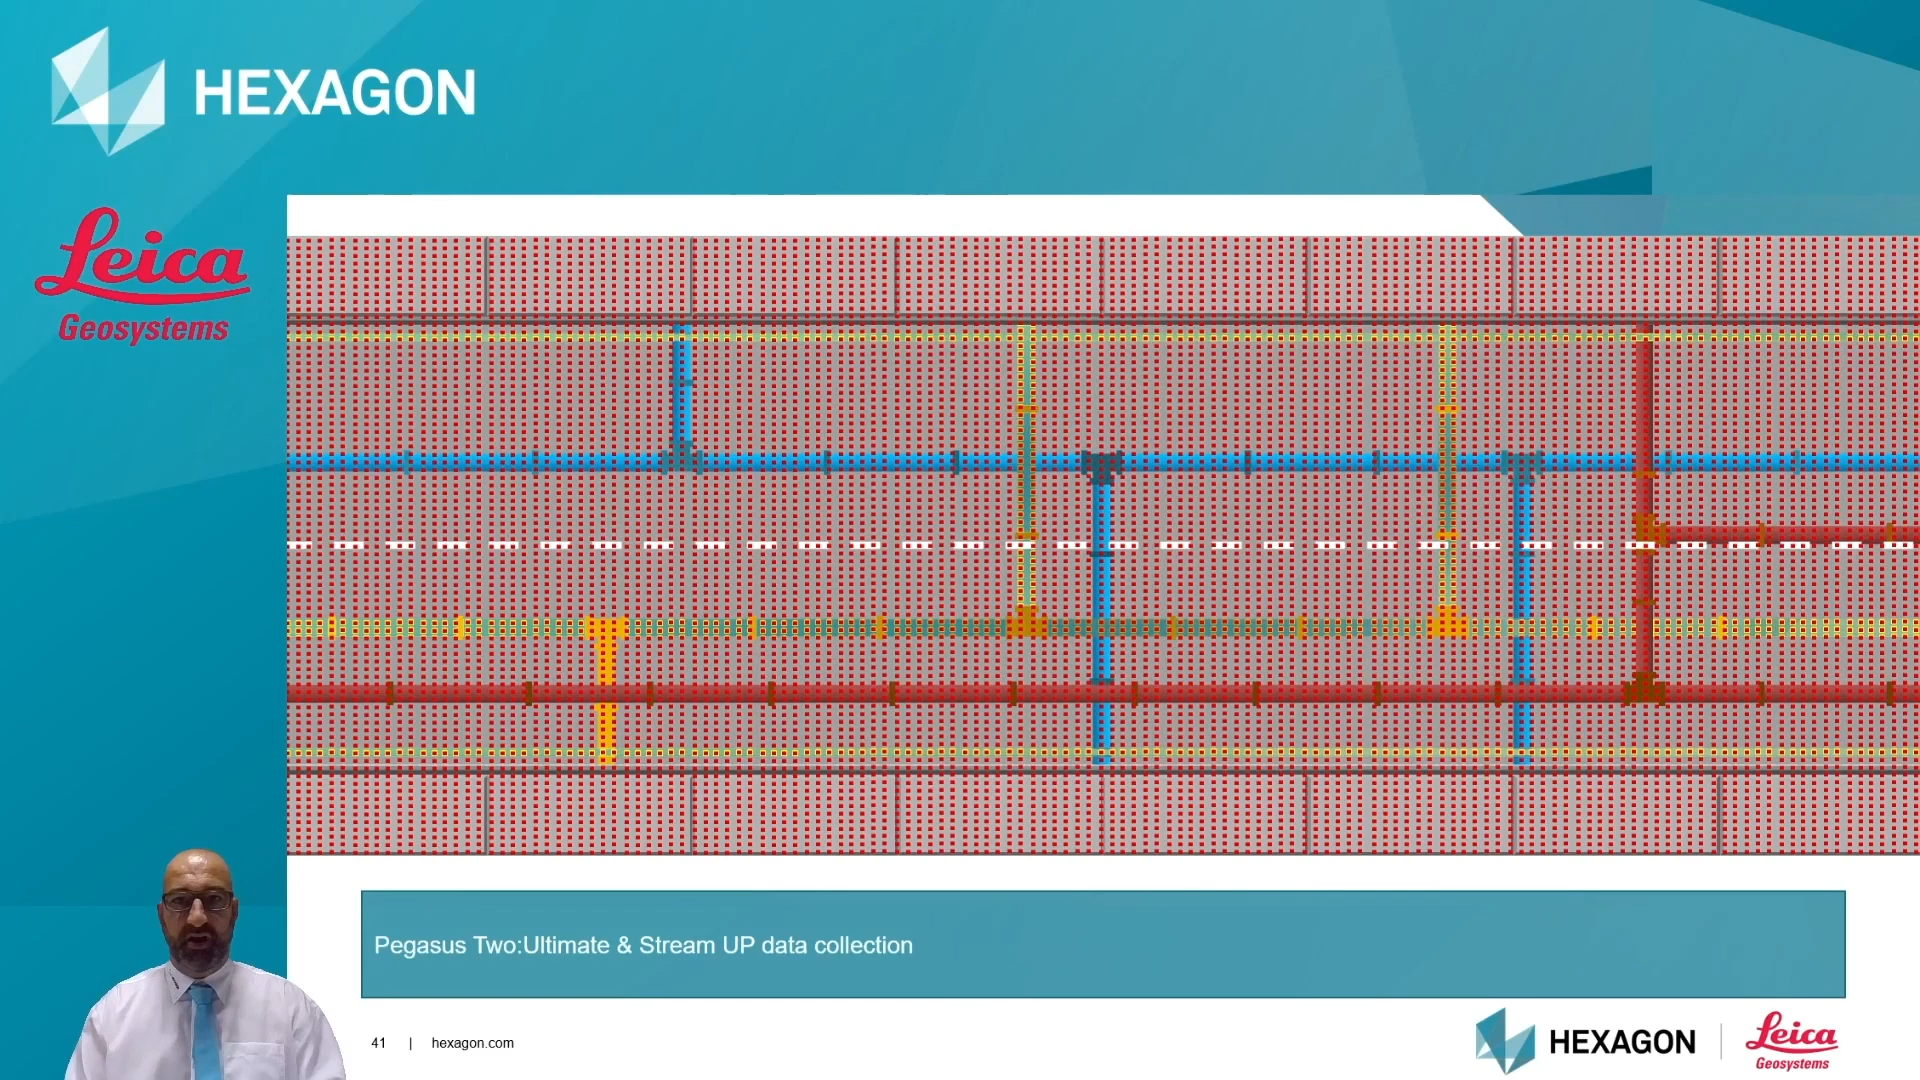 HEXAGON
Leica
Geosystems
Pegasus Two:Ultimate & Stream UP data collection
41 | hexagon.com
HEXAGON
Leica
Geosystems